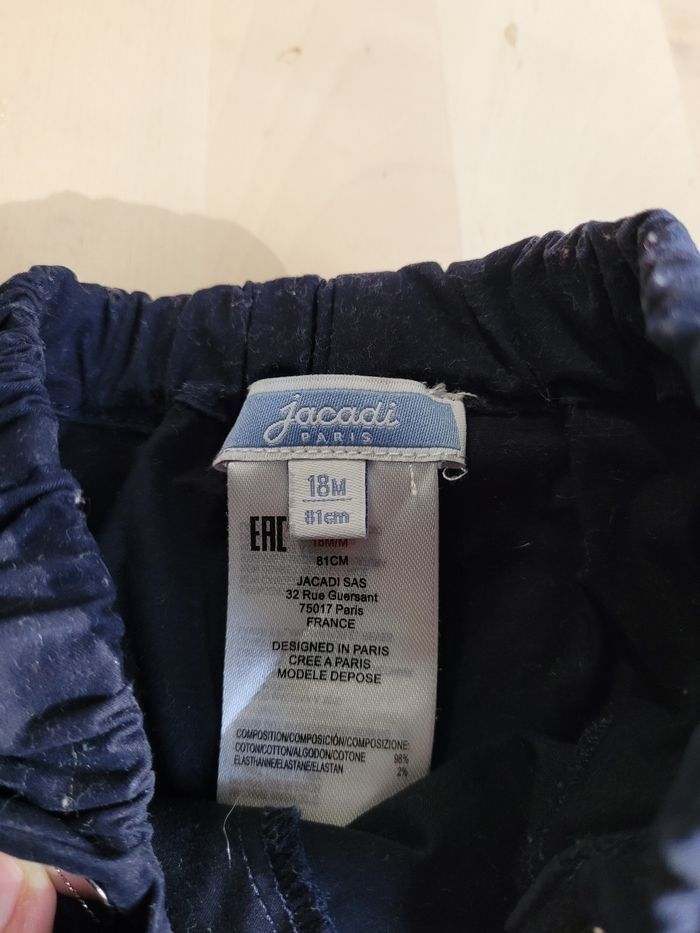 jacadi
PARIS
18M
81cm
EAC
18M/M
81CM
JACADI SAS
32 Rue Guersant
75017 Paris
FRANCE
DESIGNED IN PARIS
CREE A PARIS
MODELE DEPOSE
COMPOSITION/COMPOSICIÓN/COMPOSIZIONE:
COTON/COTTON/ALGODON/COTONE 98%
ELASTHANNE/ELASTANE/ELASTAN 2%